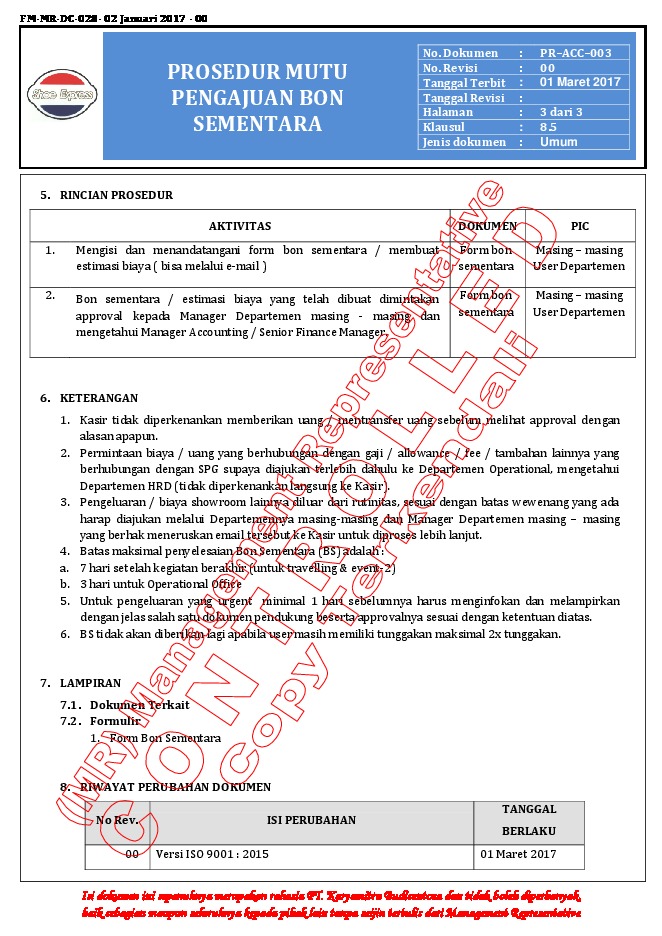 FM-MR-DC-028- 02 Januari 2017 - 00
Shoe Express
PROSEDUR MUTU
PENGAJUAN BON
SEMENTARA
No.Dokumen : PR–ACC–003
No.Revisi : 00
Tanggal Terbit : 01 Maret 2017
Tanggal Revisi :
Halaman : 3 dari 3
Klausul : 8.5
Jenis dokumen : Umum
5. RINCIAN PROSEDUR
AKTIVITAS DOKUMEN PIC
1. Mengisi dan menandatangani form bon sementara / membuat Form bon Masing – masing
estimasi biaya ( bisa melalui e-mail ) sementara User Departemen
2. Bon sementara / estimasi biaya yang telah dibuat dimintakan Form bon Masing – masing
approval kepada Manager Departemen masing - masing dan sementara User Departemen
mengetahui Manager Accounting / Senior Finance Manager.
6. KETERANGAN
1. Kasir tidak diperkenankan memberikan uang / mentransfer uang sebelum melihat approval dengan
alasan apapun.
2. Permintaan biaya / uang yang berhubungan dengan gaji / allowance / fee / tambahan lainnya yang
berhubungan dengan SPG supaya diajukan terlebih dahulu ke Departemen Operational, mengetahui
Departemen HRD (tidak diperkenankan langsung ke Kasir).
3. Pengeluaran / biaya showroom lainnya diluar dari rutinitas, sesuai dengan batas wewenang yang ada
harap diajukan melalui Departemennya masing-masing dan Manager Departemen masing – masing
yang berhak meneruskan email tersebut ke Kasir untuk diproses lebih lanjut.
4. Batas maksimal penyelesaian Bon Sementara (BS) adalah :
a. 7 hari setelah kegiatan berakhir (untuk travelling & event-2)
b. 3 hari untuk Operational Office
5. Untuk pengeluaran yang urgent minimal 1 hari sebelumnnya harus menginfokan dan melampirkan
dengan jelas salah satu dokumen pendukung beserta approvalnya sesuai dengan ketentuan diatas.
6. BS tidak akan diberikan lagi apabila user masih memiliki tunggakan maksimal 2x tunggakan.
7. LAMPIRAN
7.1. Dokumen Terkait
7.2. Formulir
1. Form Bon Sementara
8. RIWAYAT PERUBAHAN DOKUMEN
No Rev. ISI PERUBAHAN TANGGAL
BERLAKU
00 Versi ISO 9001 : 2015 01 Maret 2017
(MR) Management Representative
CONTROLLED
Copy Terkendali
Isi dokumen ini sepenuhnya merupakan rahasia PT. Karyamitra Budisentosa dan tidak boleh diperbanyak,
baik sebagian maupun seluruhnya kepada pihak lain tanpa seijin tertulis dari Management Representative